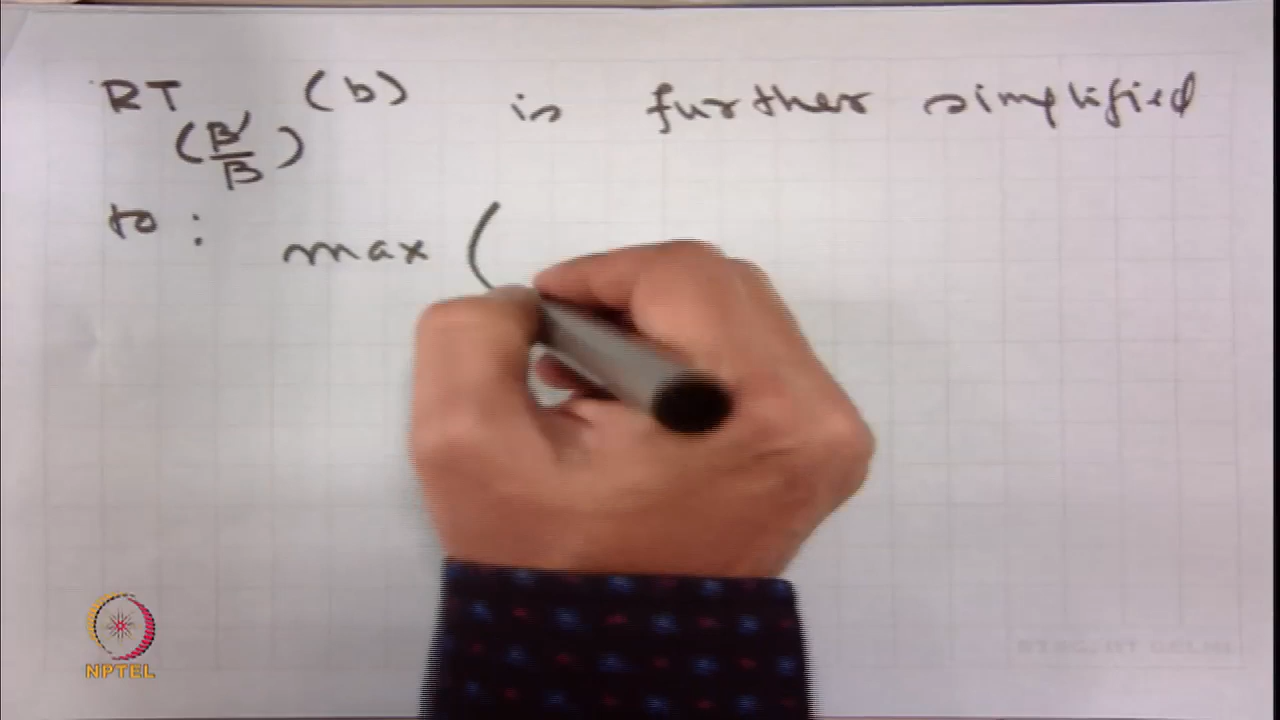 RT (β'/β) (b) is further simplified
to : max (
NPTEL